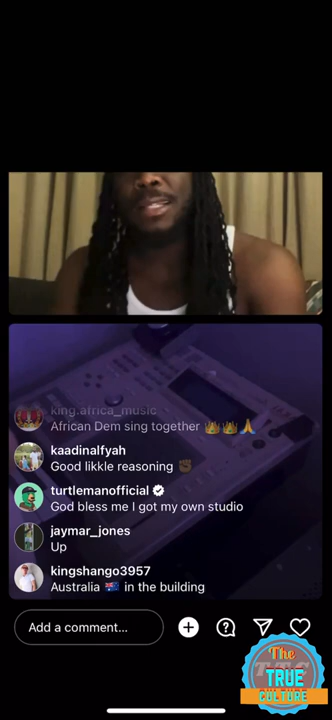 king.africa_music
African Dem sing together 👑👑🙏
kaadinalfyah
Good likkle reasoning ✊🏿
turtlemanofficial
God bless me I got my own studio
jaymar_jones
Up
kingshango3957
Australia 🇦🇺 in the building
Add a comment...
The
TRUE
CULTURE